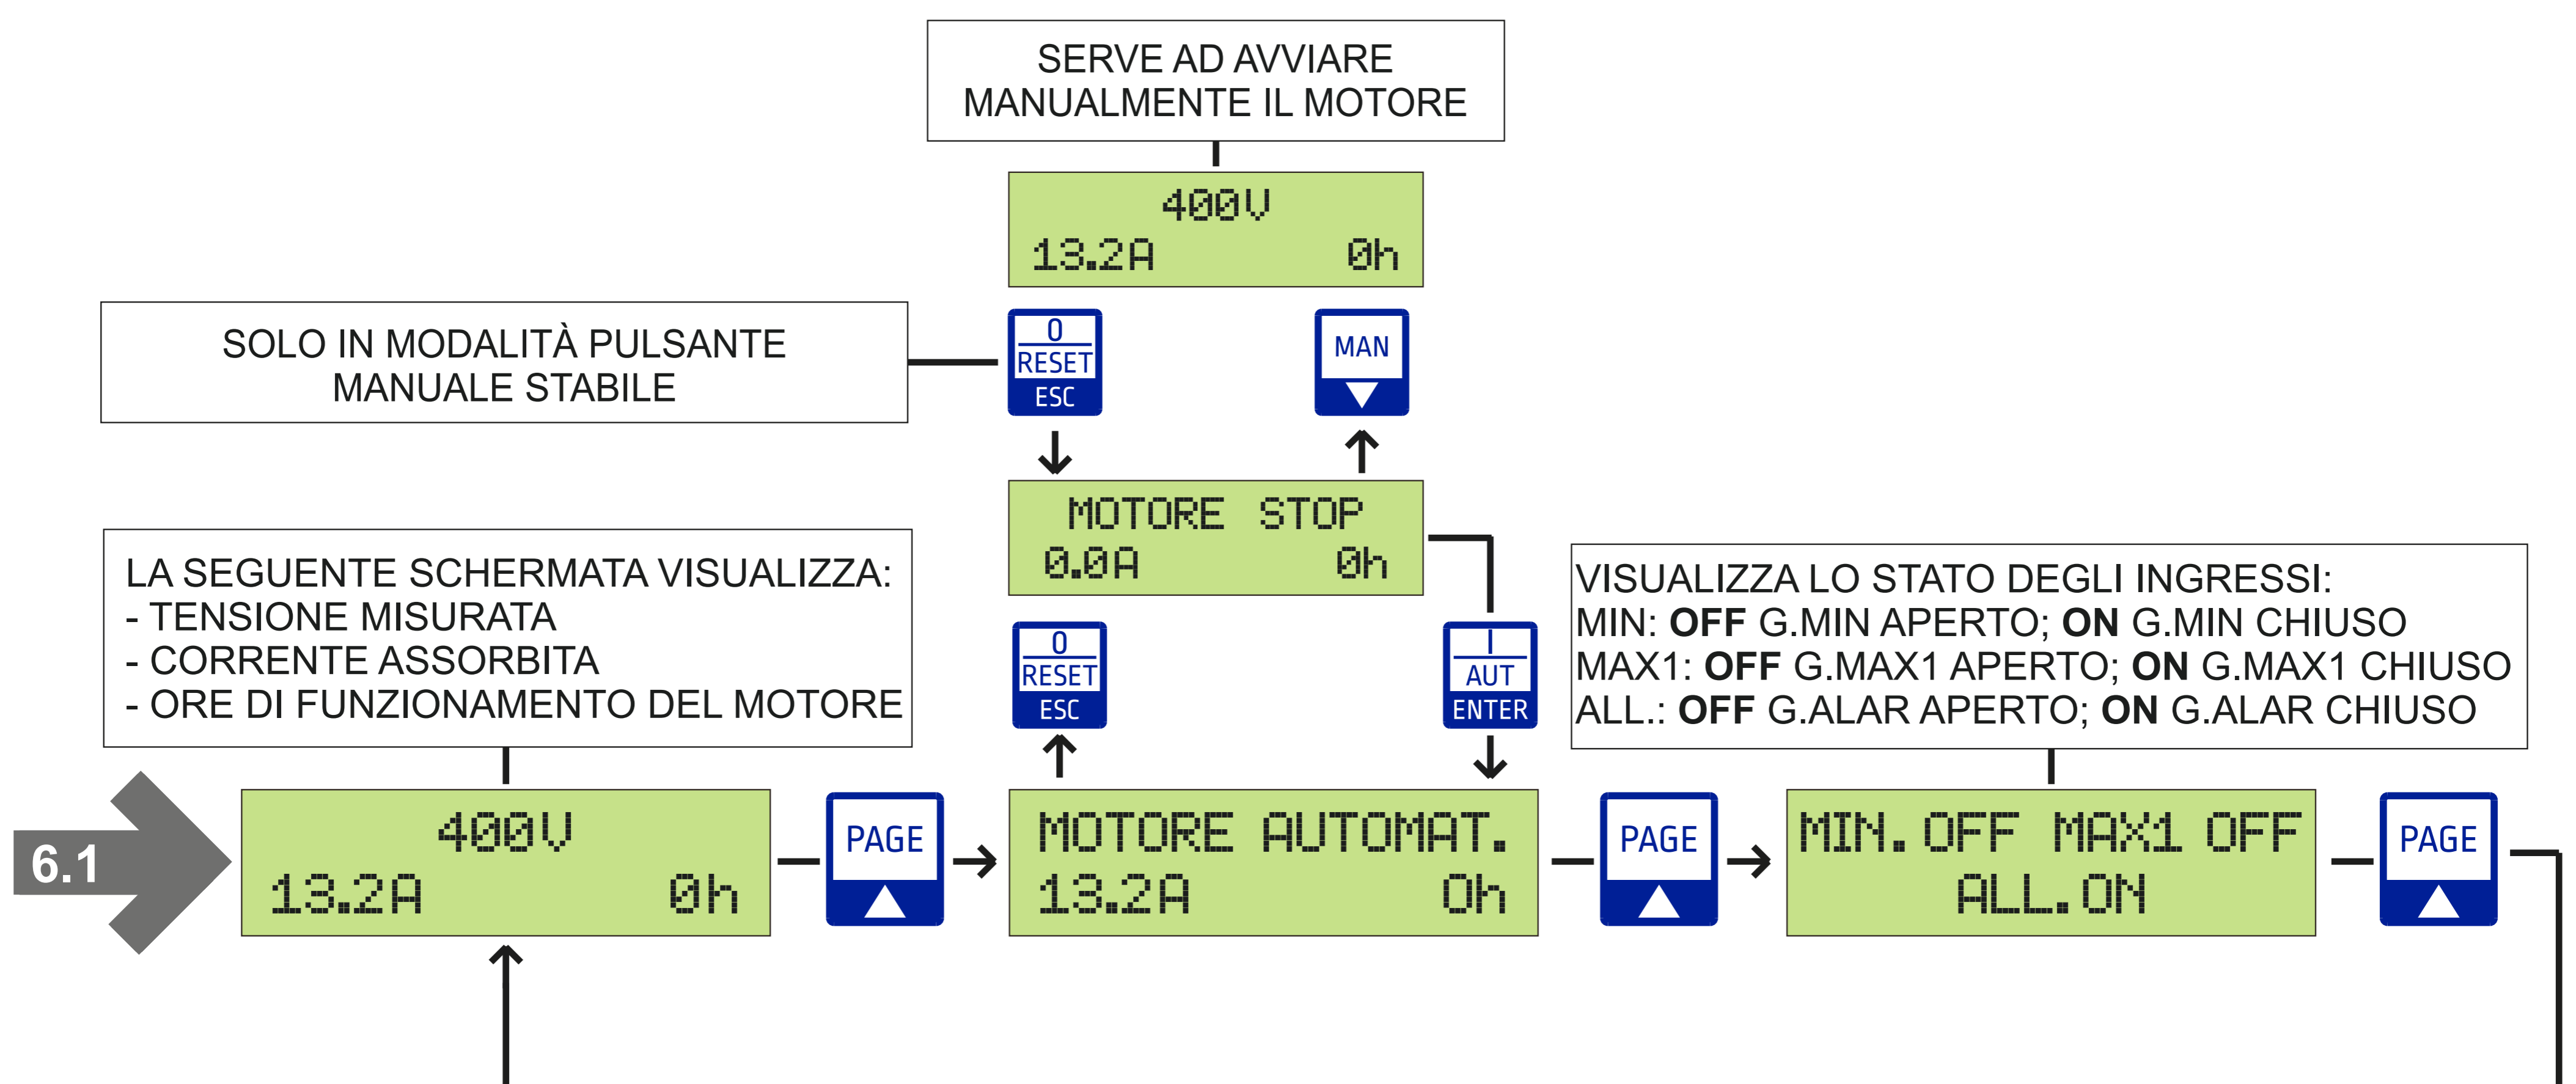 SERVE AD AVVIARE
MANUALMENTE IL MOTORE
400V
13.2A 0h
SOLO IN MODALITÀ PULSANTE
MANUALE STABILE
0
RESET
ESC
MAN
MOTORE STOP
0.0A 0h
LA SEGUENTE SCHERMATA VISUALIZZA:
- TENSIONE MISURATA
- CORRENTE ASSORBITA
- ORE DI FUNZIONAMENTO DEL MOTORE
0
RESET
ESC
I
AUT
ENTER
VISUALIZZA LO STATO DEGLI INGRESSI:
MIN: OFF G.MIN APERTO; ON G.MIN CHIUSO
MAX1: OFF G.MAX1 APERTO; ON G.MAX1 CHIUSO
ALL.: OFF G.ALAR APERTO; ON G.ALAR CHIUSO
6.1
400V
13.2A 0h
PAGE
MOTORE AUTOMAT.
13.2A 0h
PAGE
MIN. OFF MAX1 OFF
ALL. ON
PAGE